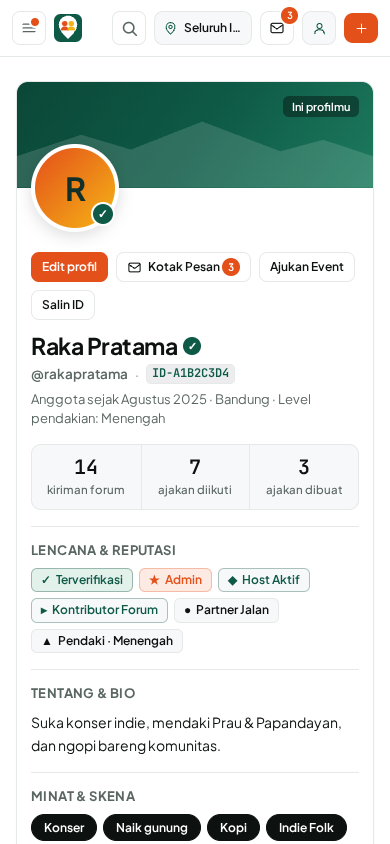 Seluruh I...
3
Ini profilmu
R
Edit profil
Kotak Pesan 3
Ajukan Event
Salin ID
Raka Pratama
@rakapratama · ID-A1B2C3D4
Anggota sejak Agustus 2025 · Bandung · Level
pendakian: Menengah
14
kiriman forum
7
ajakan diikuti
3
ajakan dibuat
LENCANA & REPUTASI
✓ Terverifikasi
★ Admin
◆ Host Aktif
▸ Kontributor Forum
● Partner Jalan
▲ Pendaki · Menengah
TENTANG & BIO
Suka konser indie, mendaki Prau & Papandayan,
dan ngopi bareng komunitas.
MINAT & SKENA
Konser
Naik gunung
Kopi
Indie Folk